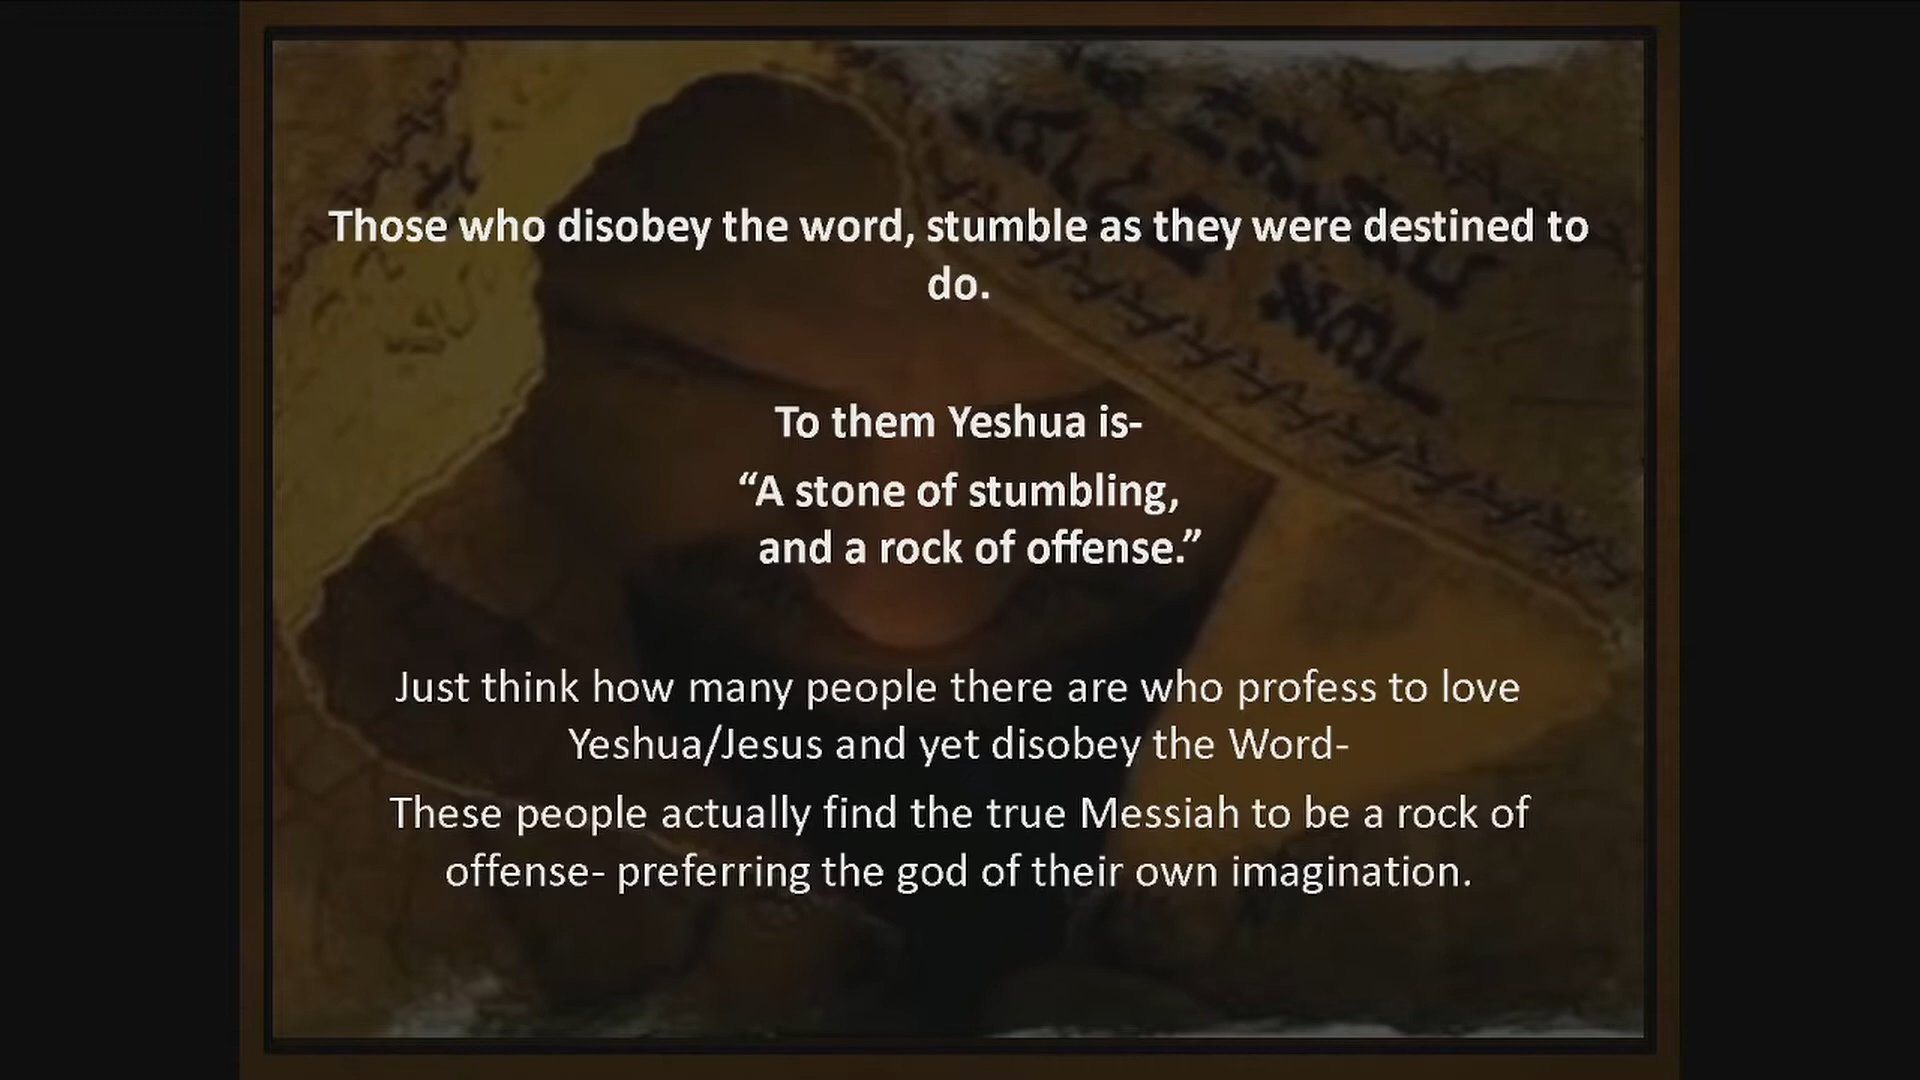 Those who disobey the word, stumble as they were destined to
do.
To them Yeshua is-
“A stone of stumbling,
and a rock of offense.”
Just think how many people there are who profess to love
Yeshua/Jesus and yet disobey the Word-
These people actually find the true Messiah to be a rock of
offense- preferring the god of their own imagination.